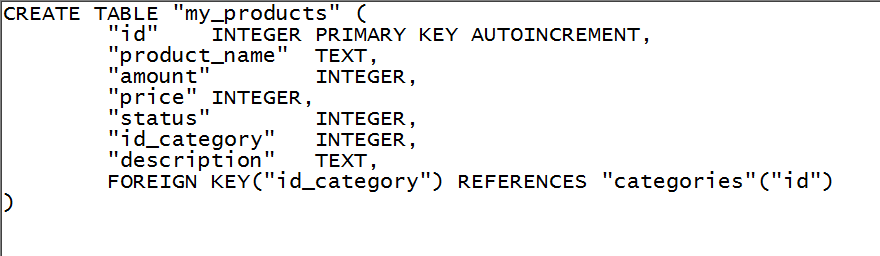 CREATE TABLE "my_products" (
"id" INTEGER PRIMARY KEY AUTOINCREMENT,
"product_name" TEXT,
"amount" INTEGER,
"price" INTEGER,
"status" INTEGER,
"id_category" INTEGER,
"description" TEXT,
FOREIGN KEY("id_category") REFERENCES "categories"("id")
)